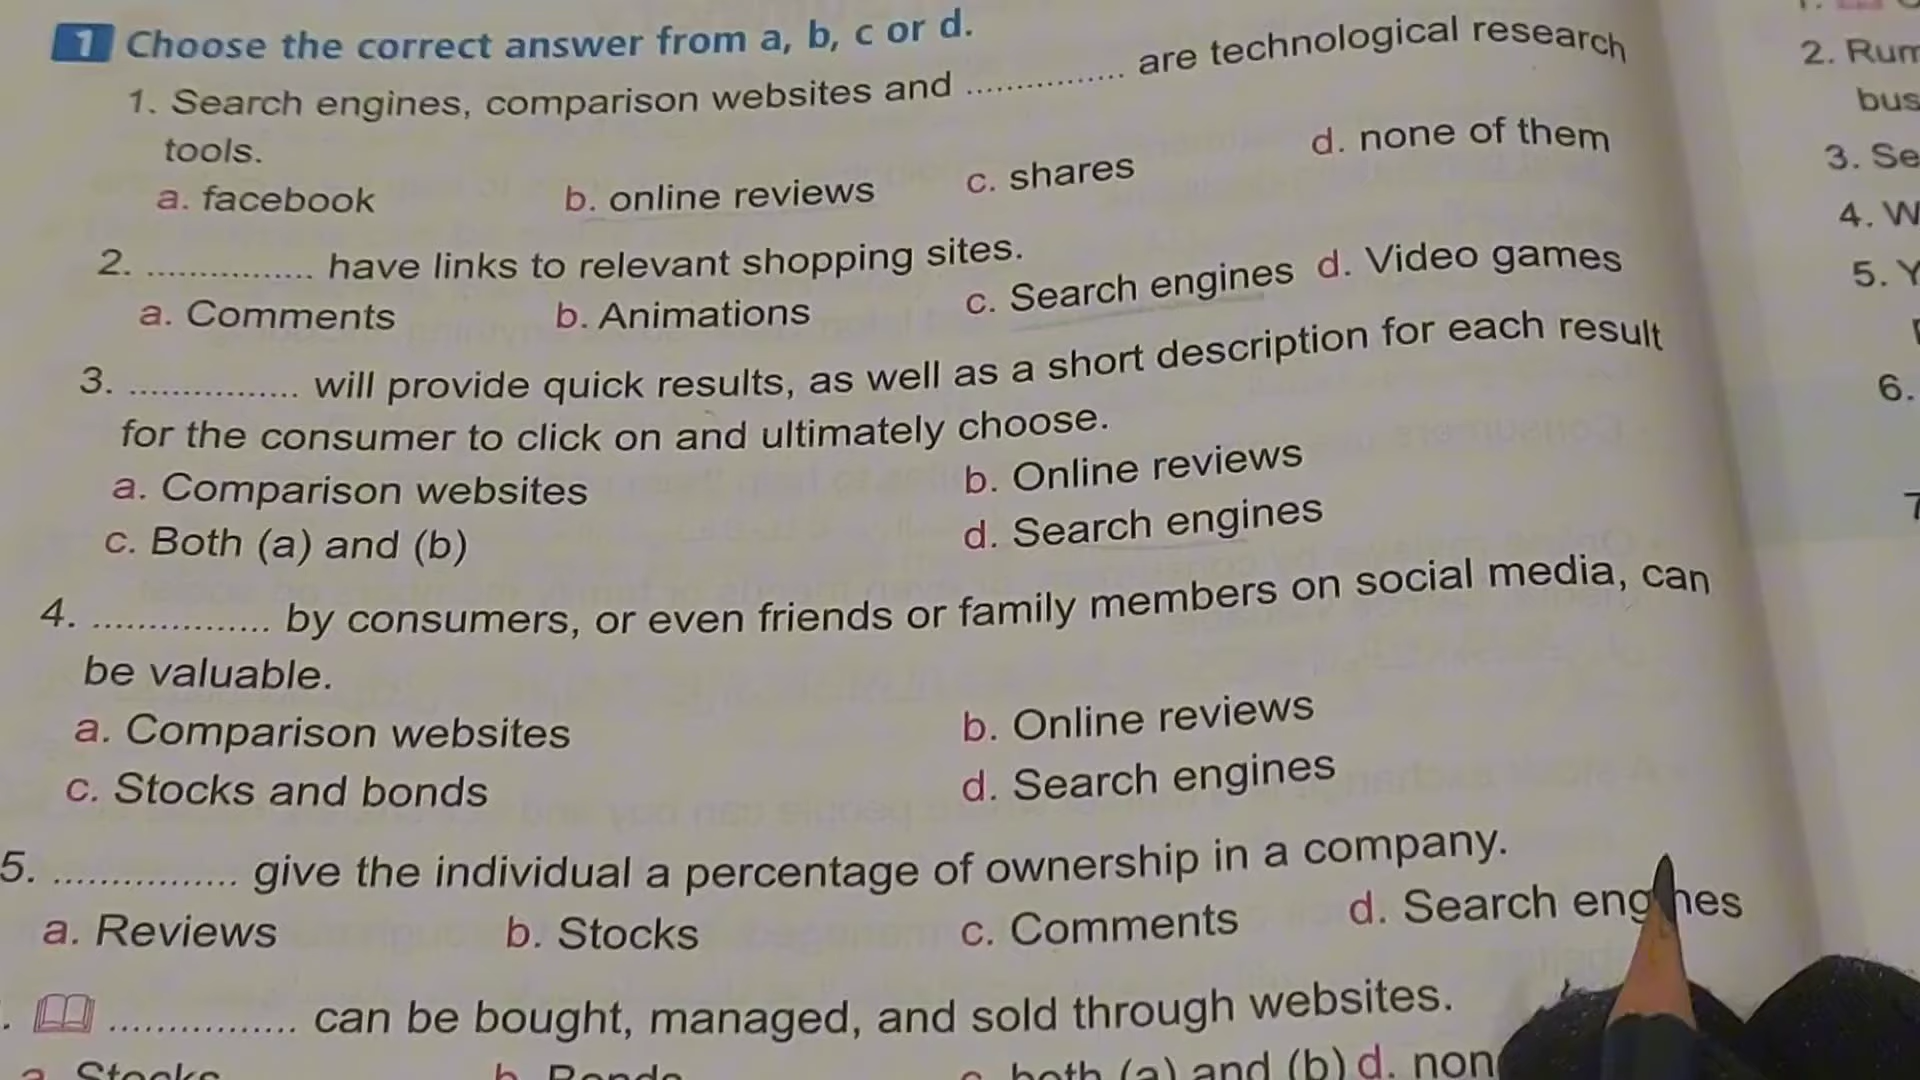 1 Choose the correct answer from a, b, c or d.
1. Search engines, comparison websites and ............... are technological research
tools.
a. facebook b. online reviews c. shares d. none of them
2. ............... have links to relevant shopping sites.
a. Comments b. Animations c. Search engines d. Video games
3. ............... will provide quick results, as well as a short description for each result
for the consumer to click on and ultimately choose.
a. Comparison websites b. Online reviews
c. Both (a) and (b) d. Search engines
4. ............... by consumers, or even friends or family members on social media, can
be valuable.
a. Comparison websites b. Online reviews
c. Stocks and bonds d. Search engines
5. ............... give the individual a percentage of ownership in a company.
a. Reviews b. Stocks c. Comments d. Search engines
............... can be bought, managed, and sold through websites.
a. Stocks b. Bonds c. both (a) and (b) d. non
2. Rum
bus
3. Se
4. W
5. Y
6.
7